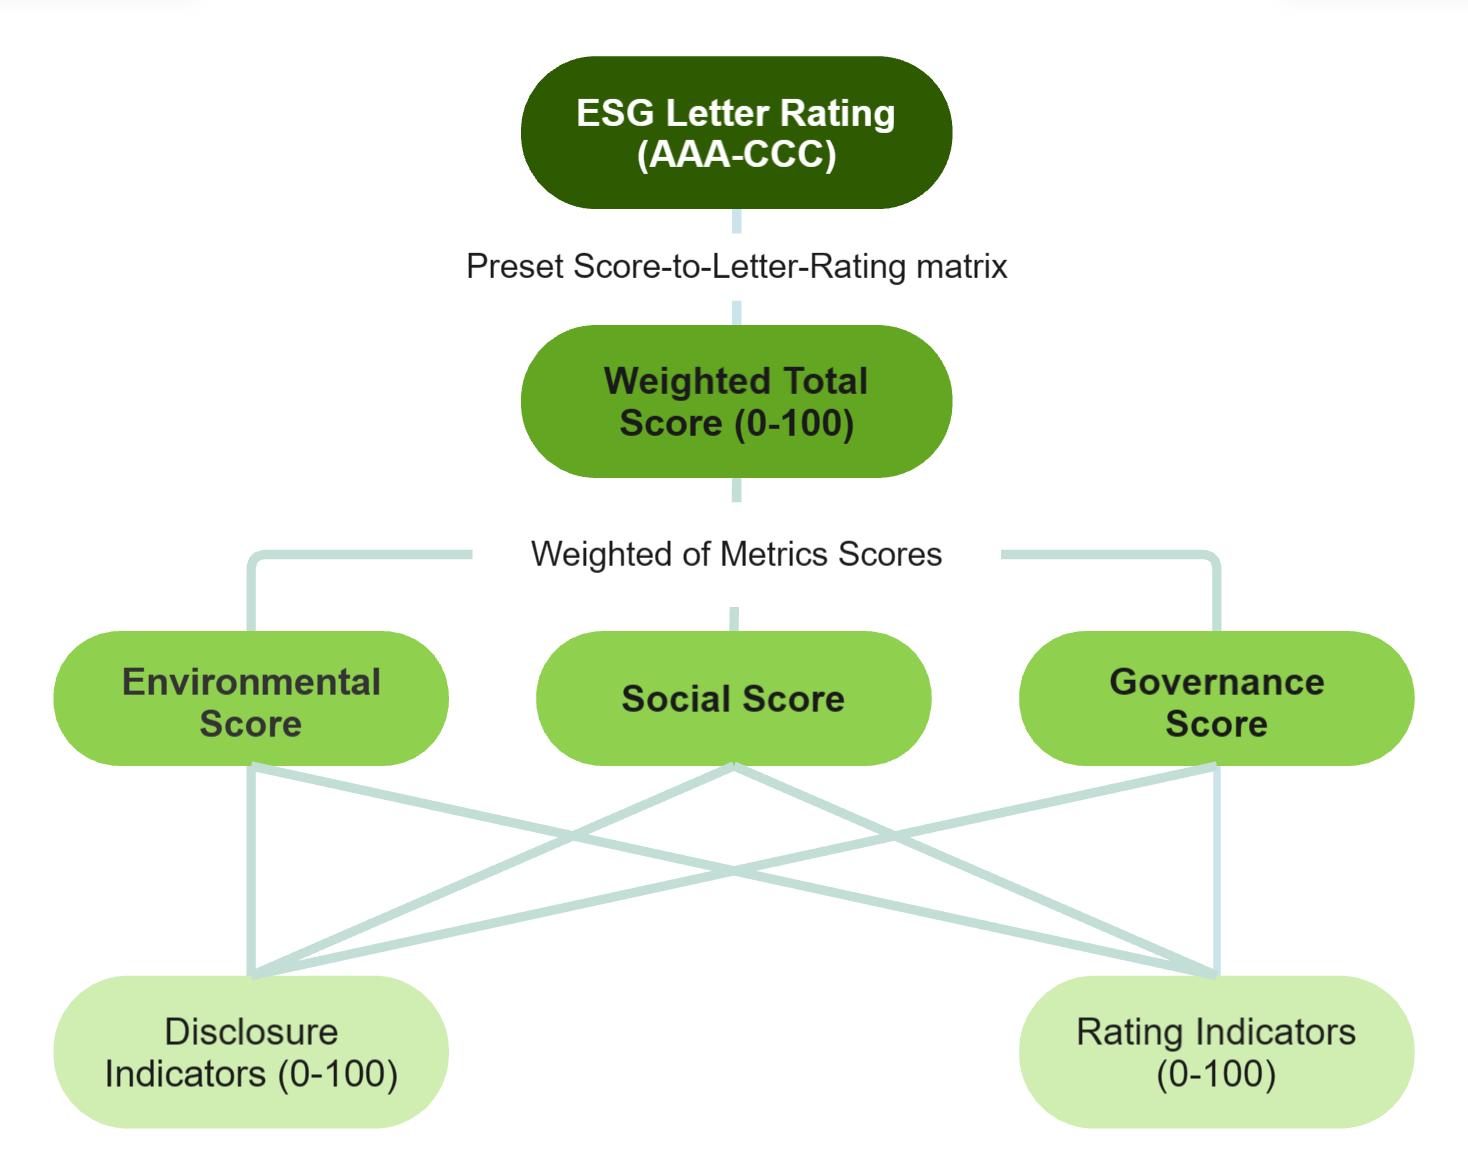 ESG Letter Rating
(AAA-CCC)
Preset Score-to-Letter-Rating matrix
Weighted Total
Score (0-100)
Weighted of Metrics Scores
Environmental
Score
Social Score
Governance
Score
Disclosure
Indicators (0-100)
Rating Indicators
(0-100)